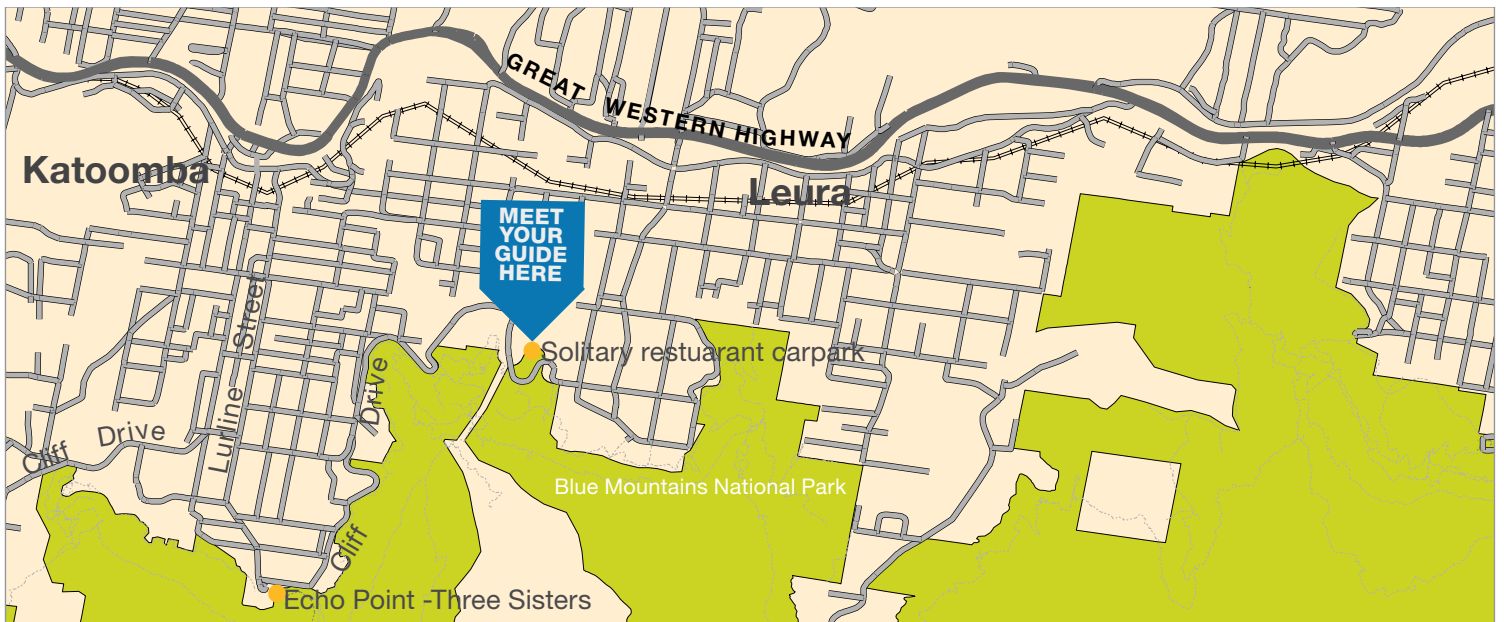 GREAT WESTERN HIGHWAY
Katoomba
Leura
MEET
YOUR
GUIDE
HERE
Lurline Street
Solitary restuarant carpark
Drive
Cliff Drive
Blue Mountains National Park
Cliff
Echo Point -Three Sisters